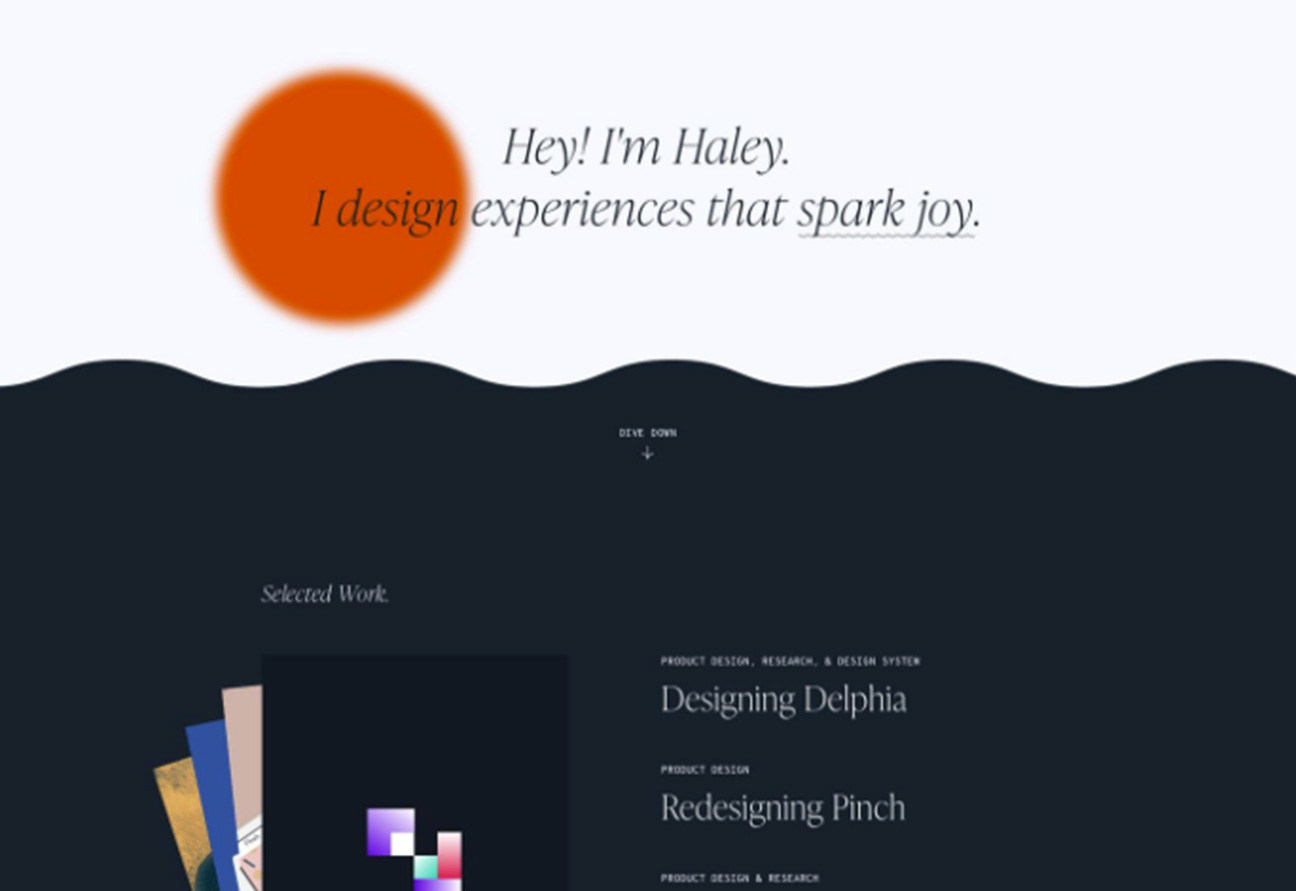 Hey! I'm Haley.
I design experiences that spark joy.
DIVE DOWN
↓
Selected Work.
PRODUCT DESIGN, RESEARCH, & DESIGN SYSTEM
Designing Delphia
PRODUCT DESIGN
Redesigning Pinch
PRODUCT DESIGN & RESEARCH